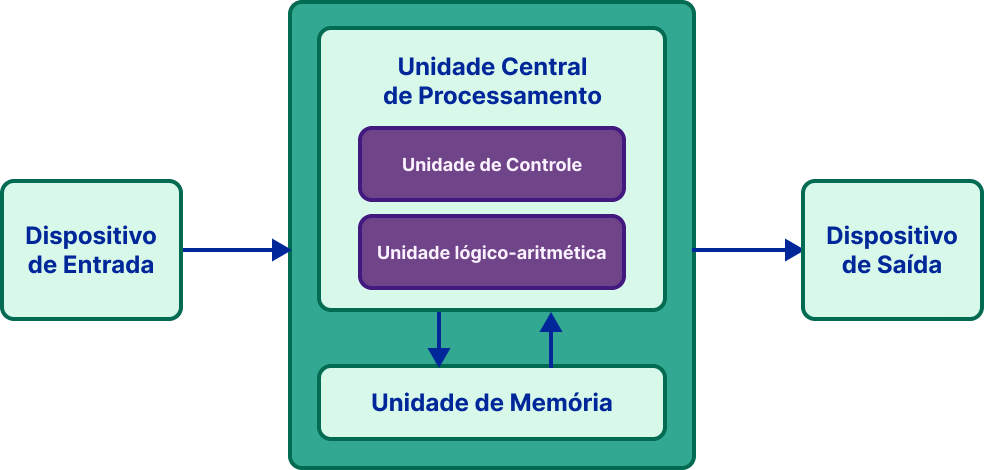 Unidade Central
de Processamento
Unidade de Controle
Unidade lógico-aritmética
Dispositivo
de Entrada
Dispositivo
de Saída
Unidade de Memória